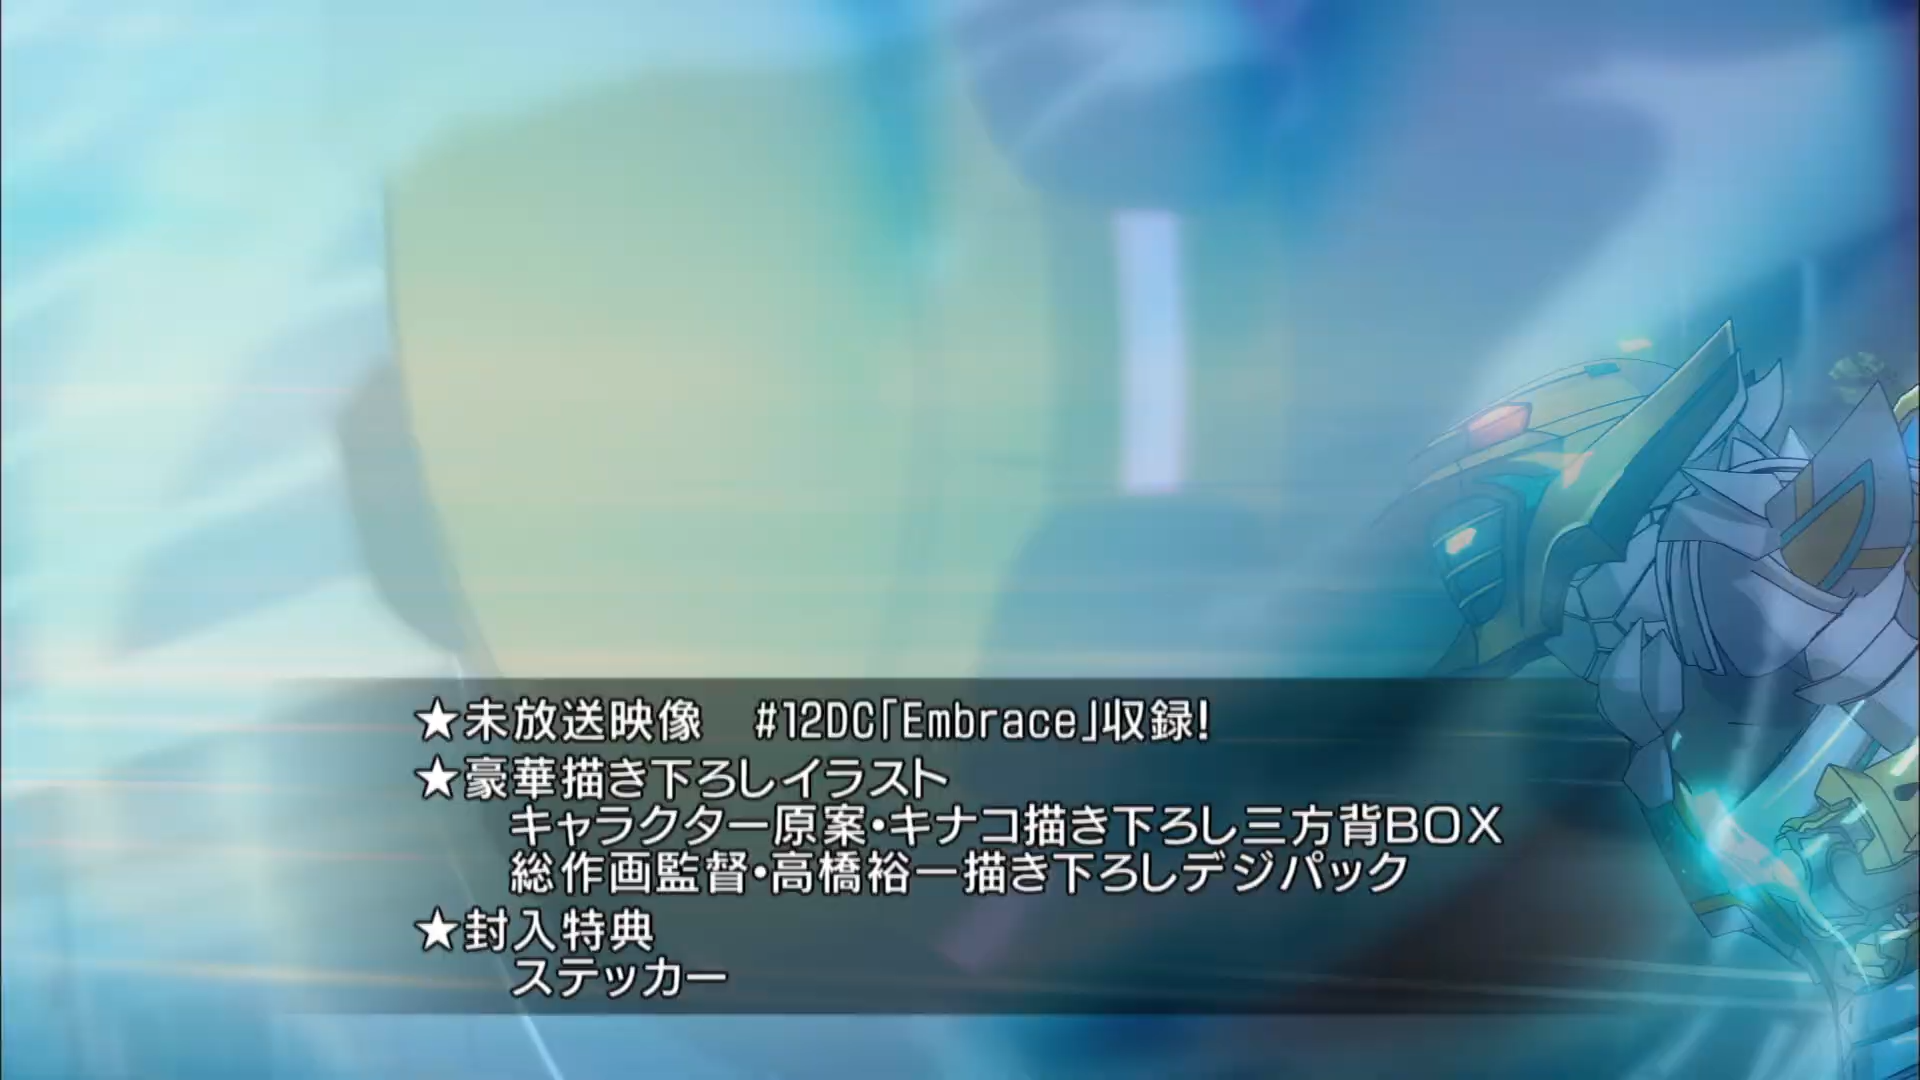 ★未放送映像　#12DC「Embrace」収録!
★豪華描き下ろしイラスト
キャラクター原案・キナコ描き下ろし三方背BOX
総作画監督・高橋裕一描き下ろしデジパック
★封入特典
ステッカー